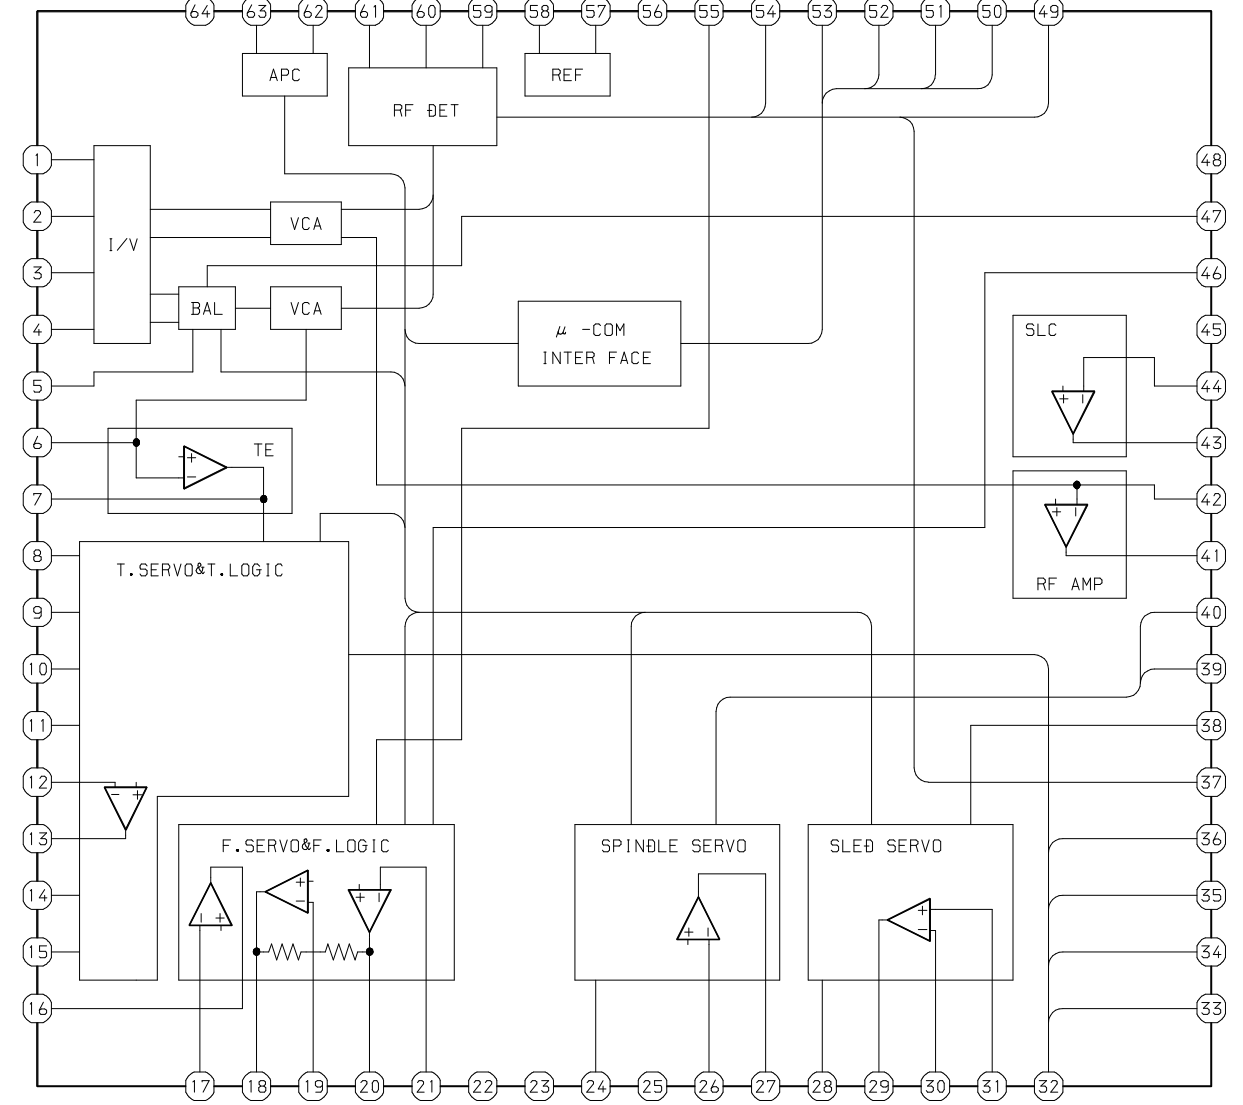 64 63 62 61 60 59 58 57 56 55 54 53 52 51 50 49
APC
REF
RF DET
1
48
2
47
VCA
I/V
3
46
BAL
VCA
4
45
μ -COM
INTER FACE
SLC
+ −
5
44
6
43
TE
+
−
7
42
+ −
8
41
T.SERVO&T.LOGIC
RF AMP
9
40
10
39
11
38
12
37
− +
13
36
F.SERVO&F.LOGIC
SPINDLE SERVO
SLED SERVO
+
−
+ −
14
35
− +
+
−
+ −
15
34
16
33
17 18 19 20 21 22 23 24 25 26 27 28 29 30 31 32